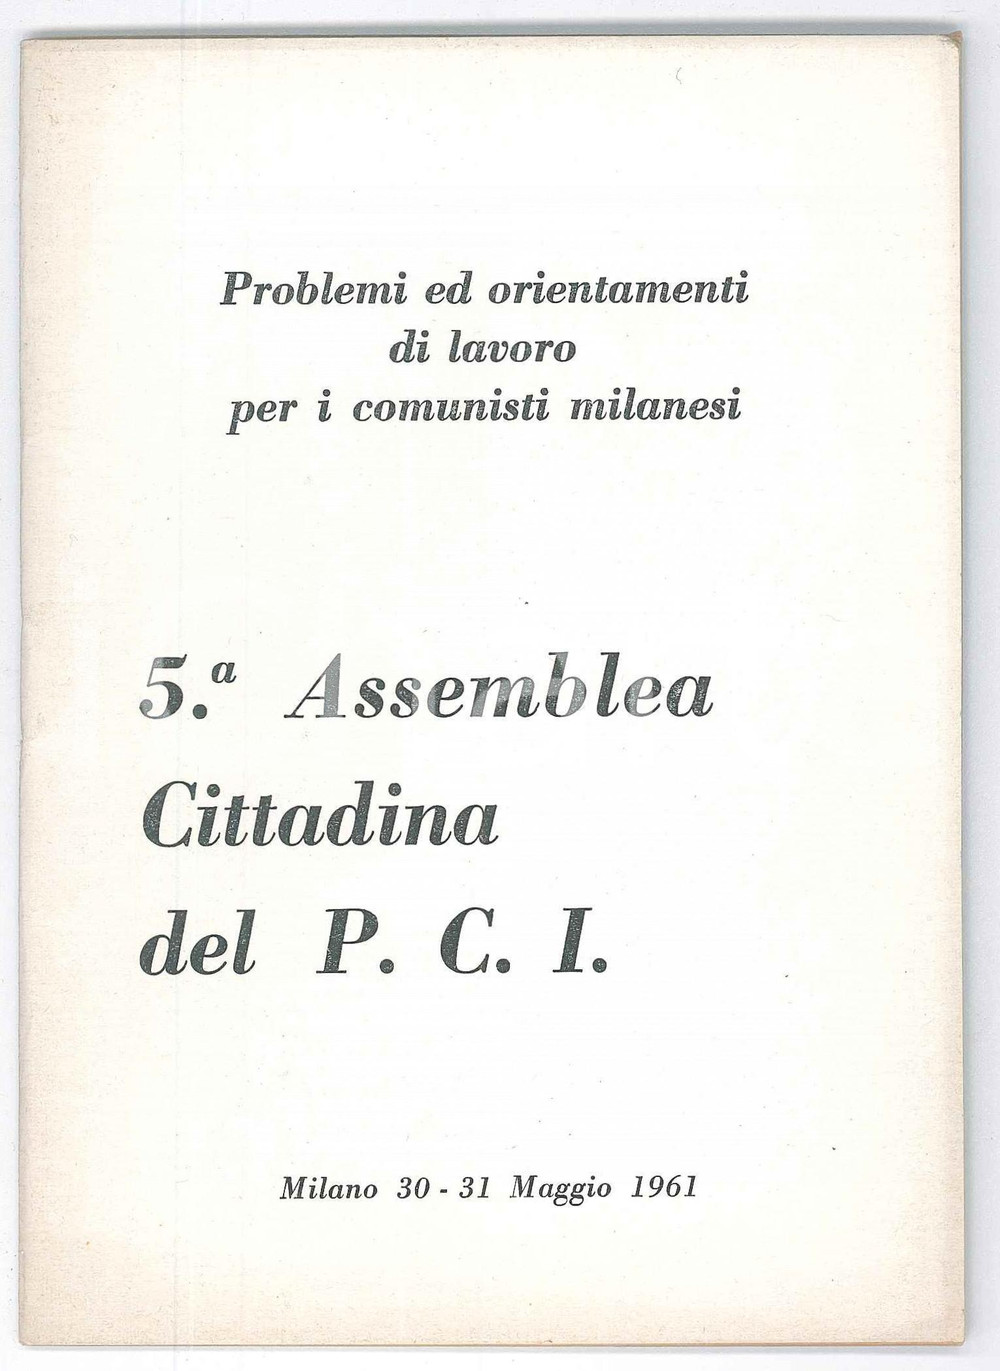 Problemi ed orientamenti
di lavoro
per i comunisti milanesi
5.ª Assemblea
Cittadina
del P. C. I.
Milano 30 - 31 Maggio 1961